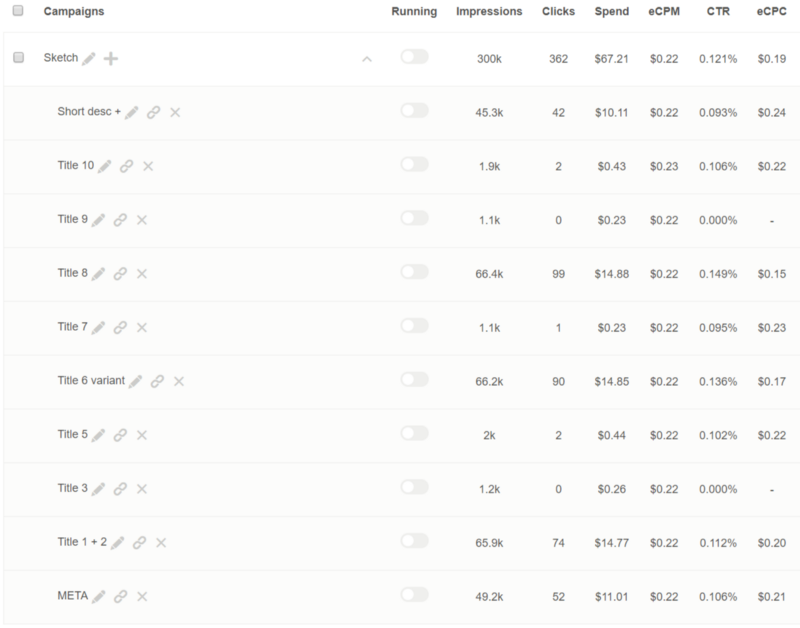 Campaigns Running Impressions Clicks Spend eCPM CTR eCPC
Sketch 300k 362 $67.21 $0.22 0.121% $0.19
Short desc + 45.3k 42 $10.11 $0.22 0.093% $0.24
Title 10 1.9k 2 $0.43 $0.23 0.106% $0.22
Title 9 1.1k 0 $0.23 $0.22 0.000% -
Title 8 66.4k 99 $14.88 $0.22 0.149% $0.15
Title 7 1.1k 1 $0.23 $0.22 0.095% $0.23
Title 6 variant 66.2k 90 $14.85 $0.22 0.136% $0.17
Title 5 2k 2 $0.44 $0.22 0.102% $0.22
Title 3 1.2k 0 $0.26 $0.22 0.000% -
Title 1 + 2 65.9k 74 $14.77 $0.22 0.112% $0.20
META 49.2k 52 $11.01 $0.22 0.106% $0.21